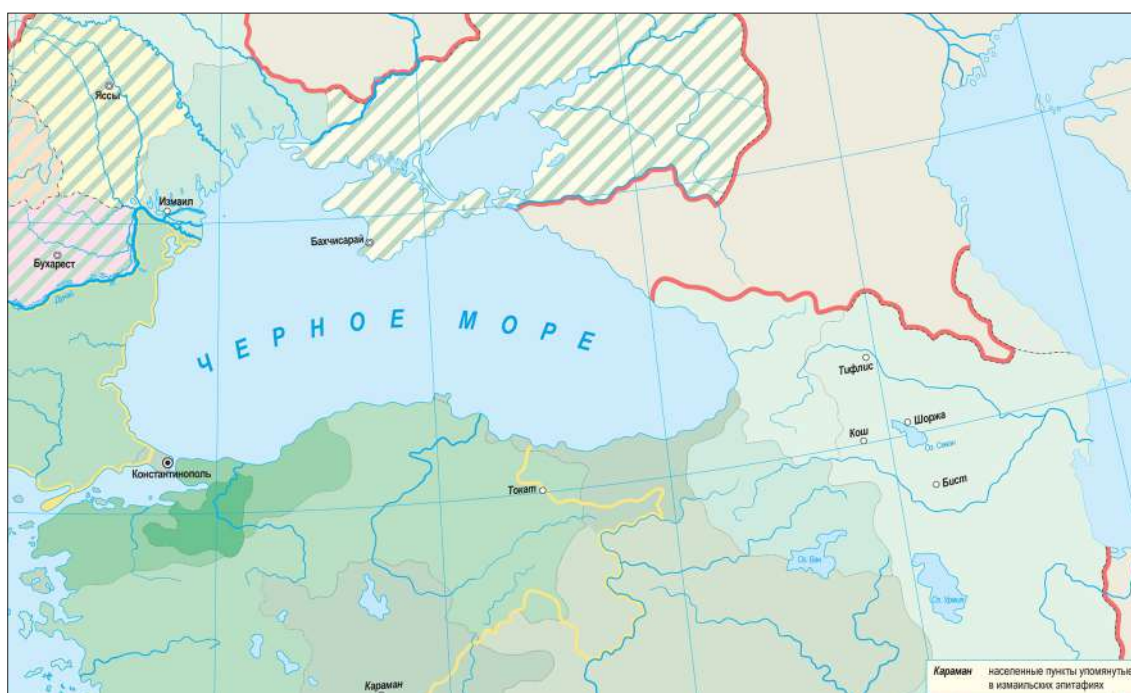 Яссы
Измаил
Бахчисарай
Бухарест
Дунай
ЧЕРНОЕ МОРЕ
Тифлис
Шоржа
Кош
Оз. Севан
Константинополь
Токат
Бист
Оз. Ван
Оз. Урмия
Караман
Караман населенные пункты упомянутые
в измаильских эпитафиях